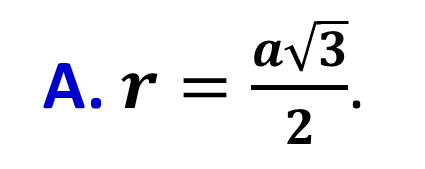 A. r = a√3/2.